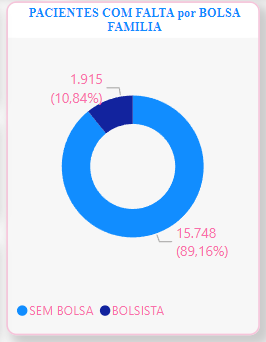 PACIENTES COM FALTA por BOLSA
FAMILIA
1.915
(10,84%)
15.748
(89,16%)
SEM BOLSA BOLSISTA